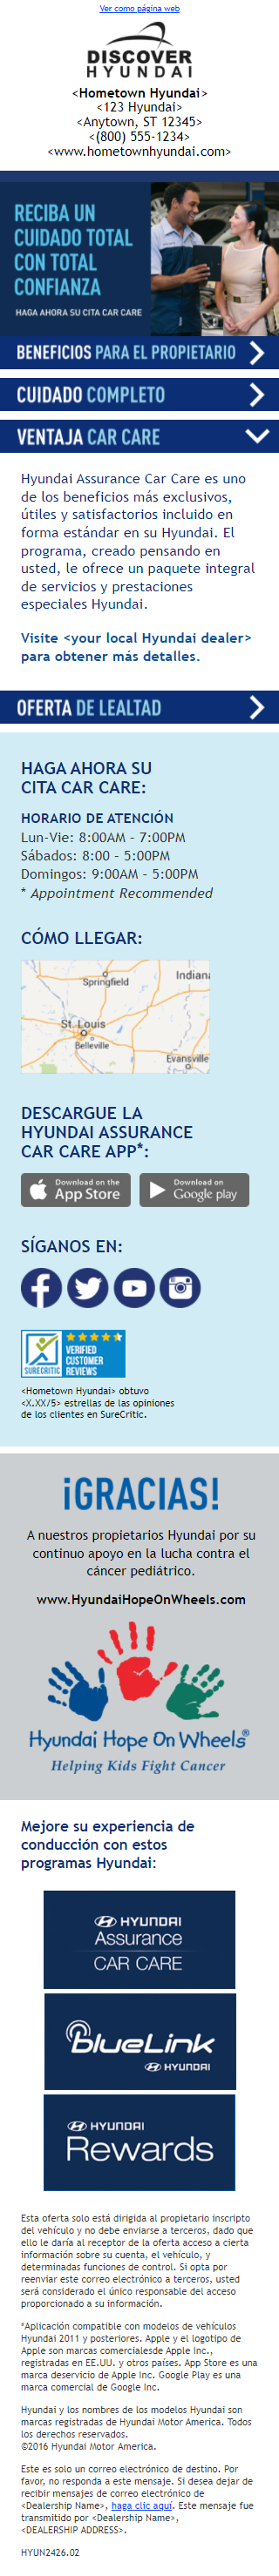 Ver como página web
DISCOVER
HYUNDAI
<Hometown Hyundai>
<123 Hyundai>
<Anytown, ST 12345>
<(800) 555-1234>
<www.hometownhyundai.com>
RECIBA UN
CUIDADO TOTAL
CON TOTAL
CONFIANZA
HAGA AHORA SU CITA CAR CARE
BENEFICIOS PARA EL PROPIETARIO
CUIDADO COMPLETO
VENTAJA CAR CARE
Hyundai Assurance Car Care es uno
de los beneficios más exclusivos,
útiles y satisfactorios incluido en
forma estándar en su Hyundai. El
programa, creado pensando en
usted, le ofrece un paquete integral
de servicios y prestaciones
especiales Hyundai.
Visite <your local Hyundai dealer>
para obtener más detalles.
OFERTA DE LEALTAD
HAGA AHORA SU
CITA CAR CARE:
HORARIO DE ATENCIÓN
Lun-Vie: 8:00AM - 7:00PM
Sábados: 8:00 - 5:00PM
Domingos: 9:00AM - 5:00PM
* Appointment Recommended
CÓMO LLEGAR:
Springfield
Indiana
St. Louis
Belleville
Evansville
DESCARGUE LA
HYUNDAI ASSURANCE
CAR CARE APP*:
Download on the
App Store
Download on
Google play
SÍGANOS EN:
SURECRITIC
VERIFIED
CUSTOMER
REVIEWS
<Hometown Hyundai> obtuvo
<X.XX/5> estrellas de las opiniones
de los clientes en SureCritic.
¡GRACIAS!
A nuestros propietarios Hyundai por su
continuo apoyo en la lucha contra el
cáncer pediátrico.
www.HyundaiHopeOnWheels.com
Hyundai Hope On Wheels®
Helping Kids Fight Cancer
Mejore su experiencia de
conducción con estos
programas Hyundai:
HYUNDAI
Assurance
CAR CARE
BlueLink
HYUNDAI
HYUNDAI
Rewards
Esta oferta solo está dirigida al propietario inscripto
del vehículo y no debe enviarse a terceros, dado que
ello le daría al receptor de la oferta acceso a cierta
información sobre su cuenta, el vehículo, y
determinadas funciones de control. Si opta por
reenviar este correo electrónico a terceros, usted
será considerado el único responsable del acceso
proporcionado a su información.
*Aplicación compatible con modelos de vehículos
Hyundai 2011 y posteriores. Apple y el logotipo de
Apple son marcas comercialesde Apple Inc.,
registradas en EE.UU. y otros países. App Store es una
marca deservicio de Apple Inc. Google Play es una
marca comercial de Google Inc.
Hyundai y los nombres de los modelos Hyundai son
marcas registradas de Hyundai Motor America. Todos
los derechos reservados.
©2016 Hyundai Motor America.
Este es solo un correo electrónico de destino. Por
favor, no responda a este mensaje. Si desea dejar de
recibir mensajes de correo electrónico de
<Dealership Name>, haga clic aquí. Este mensaje fue
transmitido por <Dealership Name>,
<DEALERSHIP ADDRESS>.
HYUN2426.02